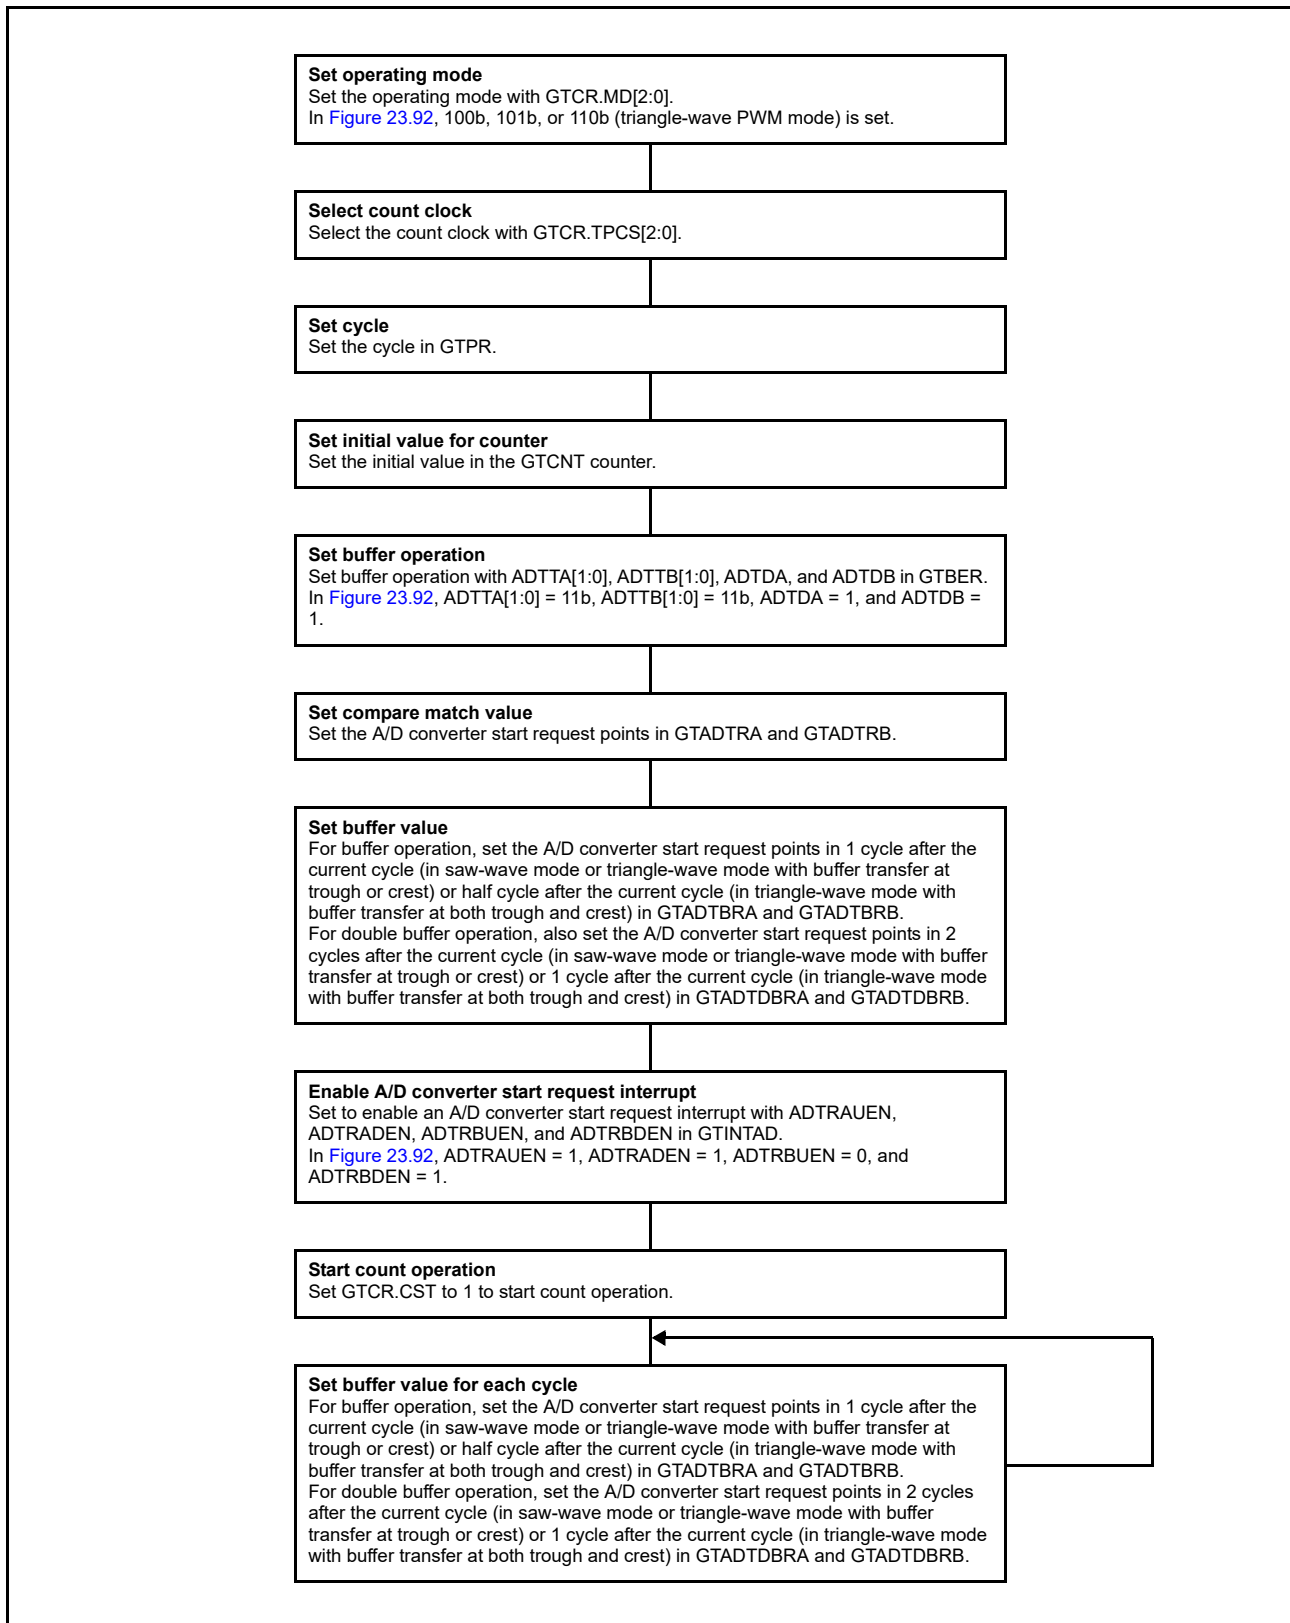 Set operating mode
Set the operating mode with GTCR.MD[2:0].
In Figure 23.92, 100b, 101b, or 110b (triangle-wave PWM mode) is set.
Select count clock
Select the count clock with GTCR.TPCS[2:0].
Set cycle
Set the cycle in GTPR.
Set initial value for counter
Set the initial value in the GTCNT counter.
Set buffer operation
Set buffer operation with ADTTA[1:0], ADTTB[1:0], ADTDA, and ADTDB in GTBER.
In Figure 23.92, ADTTA[1:0] = 11b, ADTTB[1:0] = 11b, ADTDA = 1, and ADTDB =
1.
Set compare match value
Set the A/D converter start request points in GTADTRA and GTADTRB.
Set buffer value
For buffer operation, set the A/D converter start request points in 1 cycle after the
current cycle (in saw-wave mode or triangle-wave mode with buffer transfer at
trough or crest) or half cycle after the current cycle (in triangle-wave mode with
buffer transfer at both trough and crest) in GTADTBRA and GTADTBRB.
For double buffer operation, also set the A/D converter start request points in 2
cycles after the current cycle (in saw-wave mode or triangle-wave mode with buffer
transfer at trough or crest) or 1 cycle after the current cycle (in triangle-wave mode
with buffer transfer at both trough and crest) in GTADTDBRA and GTADTDBRB.
Enable A/D converter start request interrupt
Set to enable an A/D converter start request interrupt with ADTRAUEN,
ADTRADEN, ADTRBUEN, and ADTRBDEN in GTINTAD.
In Figure 23.92, ADTRAUEN = 1, ADTRADEN = 1, ADTRBUEN = 0, and
ADTRBDEN = 1.
Start count operation
Set GTCR.CST to 1 to start count operation.
Set buffer value for each cycle
For buffer operation, set the A/D converter start request points in 1 cycle after the
current cycle (in saw-wave mode or triangle-wave mode with buffer transfer at
trough or crest) or half cycle after the current cycle (in triangle-wave mode with
buffer transfer at both trough and crest) in GTADTBRA and GTADTBRB.
For double buffer operation, set the A/D converter start request points in 2 cycles
after the current cycle (in saw-wave mode or triangle-wave mode with buffer
transfer at trough or crest) or 1 cycle after the current cycle (in triangle-wave mode
with buffer transfer at both trough and crest) in GTADTDBRA and GTADTDBRB.